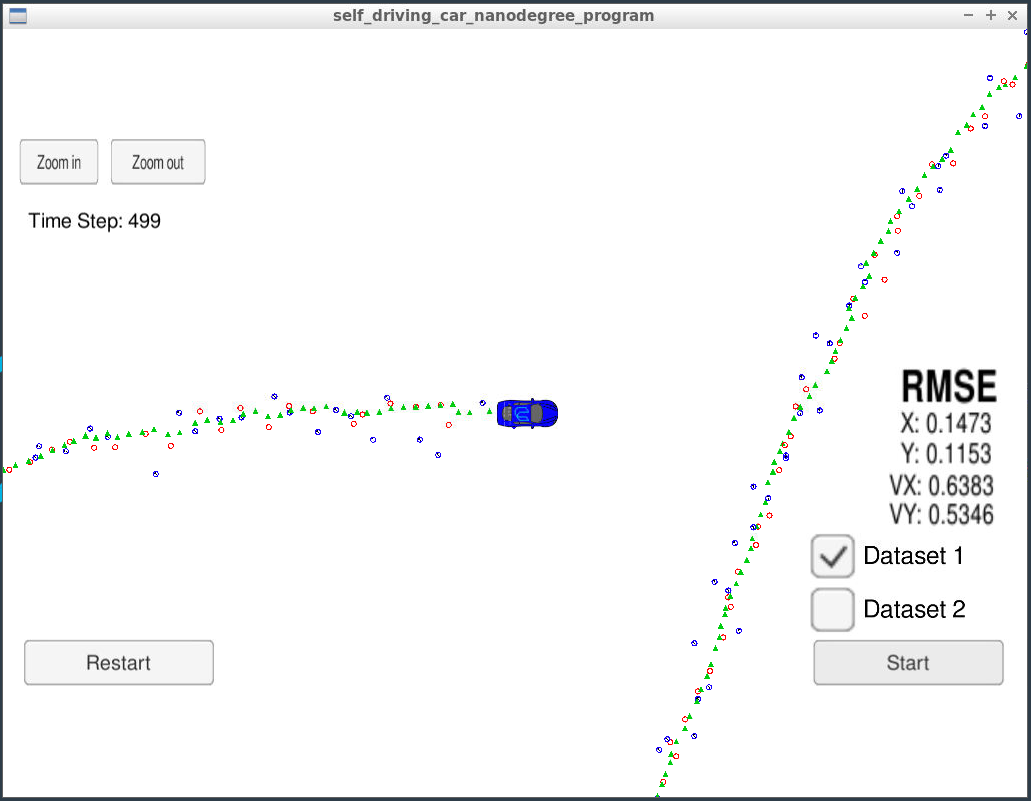 self_driving_car_nanodegree_program
Zoom in
Zoom out
Time Step: 499
RMSE
X: 0.1473
Y: 0.1153
VX: 0.6383
VY: 0.5346
Dataset 1
Dataset 2
Restart
Start